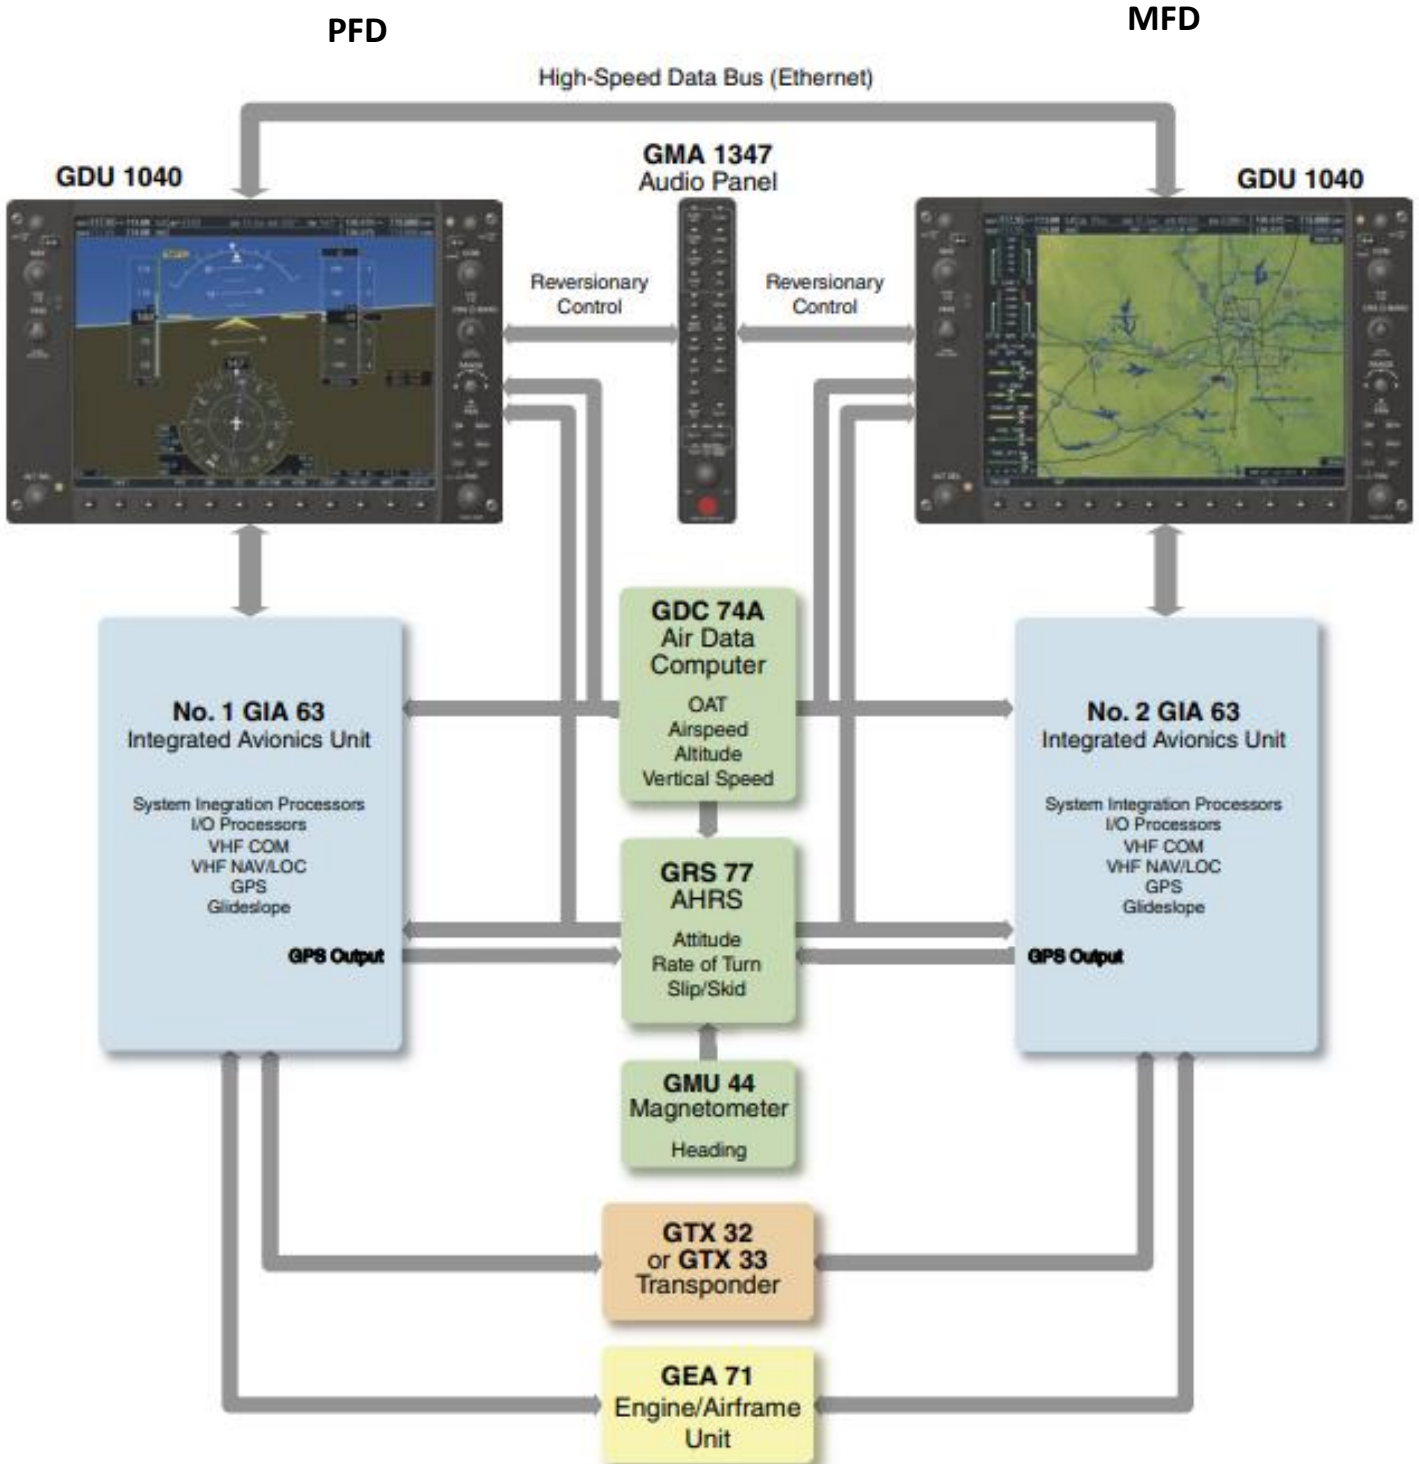 PFD
MFD
High-Speed Data Bus (Ethernet)
GMA 1347
Audio Panel
GDU 1040
GDU 1040
Reversionary
Control
Reversionary
Control
GDC 74A
Air Data
Computer
OAT
Airspeed
Altitude
Vertical Speed
No. 1 GIA 63
Integrated Avionics Unit
System Inegration Processors
I/O Processors
VHF COM
VHF NAV/LOC
GPS
Glideslope
GPS Output
No. 2 GIA 63
Integrated Avionics Unit
System Integration Processors
I/O Processors
VHF COM
VHF NAV/LOC
GPS
Glideslope
GPS Output
GRS 77
AHRS
Attitude
Rate of Turn
Slip/Skid
GMU 44
Magnetometer
Heading
GTX 32
or GTX 33
Transponder
GEA 71
Engine/Airframe
Unit